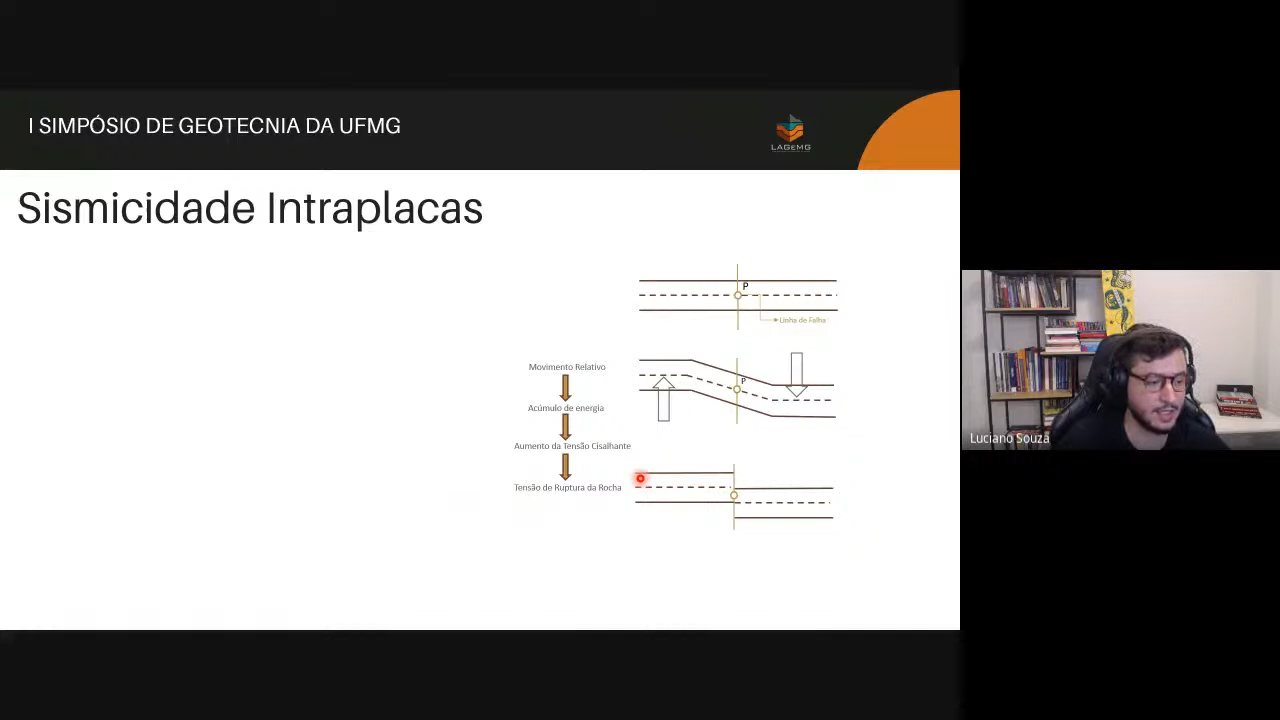 I SIMPÓSIO DE GEOTECNIA DA UFMG
LAGEMG
Sismicidade Intraplacas
P
Linha de Falha
Movimento Relativo
P
Acúmulo de energia
Aumento da Tensão Cisalhante
Tensão de Ruptura da Rocha
Luciano Souza